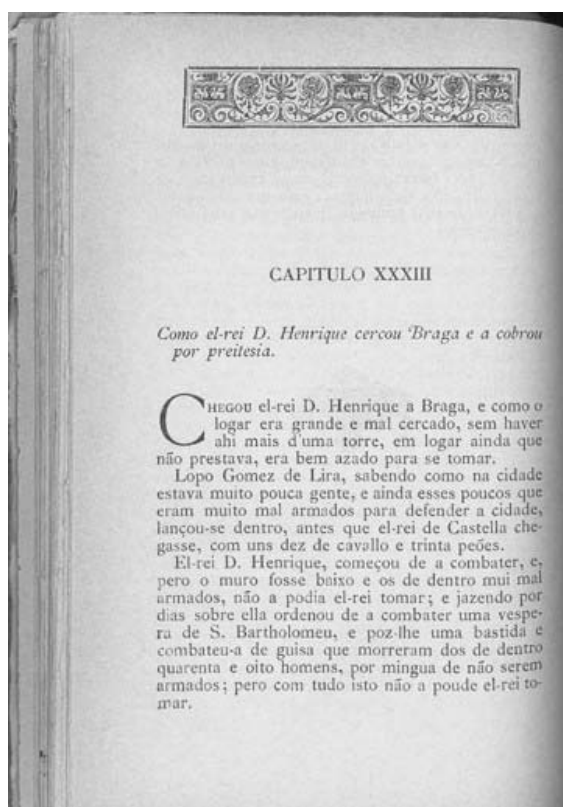 CAPITULO XXXIII
Como el-rei D. Henrique cercou Braga e a cobrou
por preitesia.
CHEGOU el-rei D. Henrique a Braga, e como o
logar era grande e mal cercado, sem haver
ahi mais d'uma torre, em logar ainda que
não prestava, era bem azado para se tomar.
Lopo Gomez de Lira, sabendo como na cidade
estava muito pouca gente, e ainda esses poucos que
eram muito mal armados para defender a cidade,
lançou-se dentro, antes que el-rei de Castella che-
gasse, com uns dez de cavallo e trinta peões.
El-rei D. Henrique, começou de a combater, e,
pero o muro fosse baixo e os de dentro mui mal
armados, não a podia el-rei tomar; e jazendo por
dias sobre ella ordenou de a combater uma vespe-
ra de S. Bartholomeu, e poz-lhe uma bastida e
combateu-a de guisa que morreram dos de dentro
quarenta e oito homens, por mingua de não serem
armados; pero com tudo isto não a poude el-rei to-
mar.